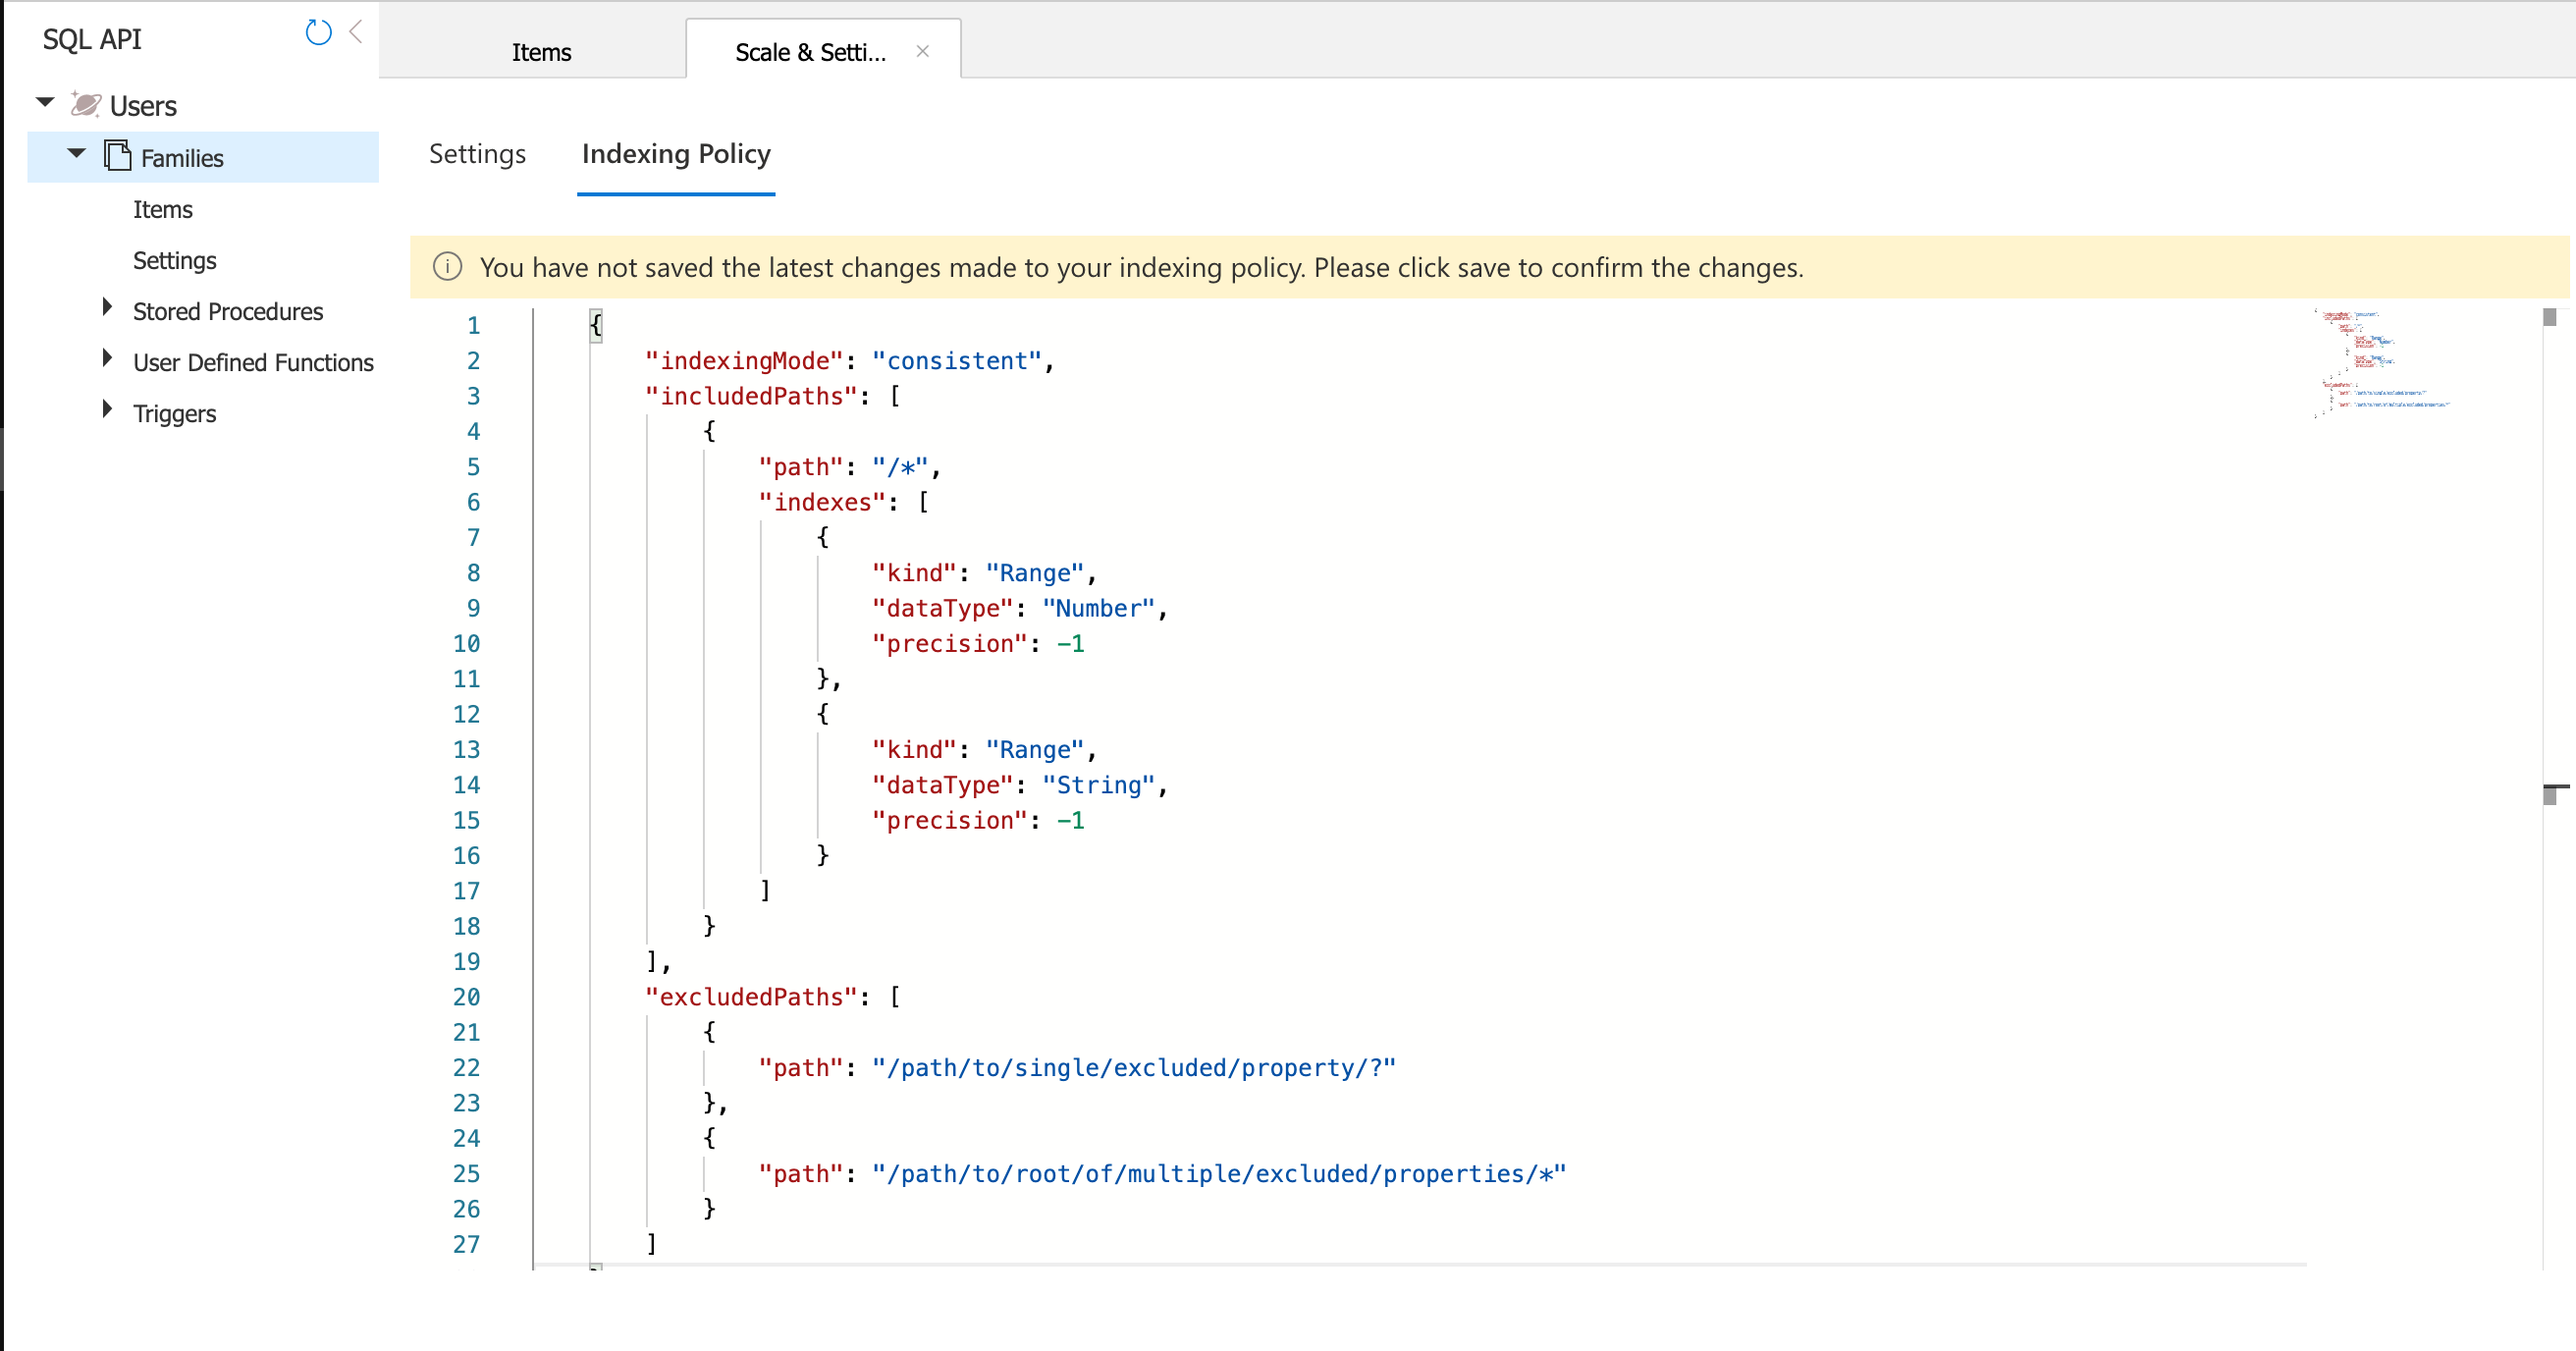 SQL API
Users
Families
Items
Settings
Stored Procedures
User Defined Functions
Triggers
Items
Scale & Setti...
Settings
Indexing Policy
You have not saved the latest changes made to your indexing policy. Please click save to confirm the changes.
1 {
2 "indexingMode": "consistent",
3 "includedPaths": [
4 {
5 "path": "/*",
6 "indexes": [
7 {
8 "kind": "Range",
9 "dataType": "Number",
10 "precision": -1
11 },
12 {
13 "kind": "Range",
14 "dataType": "String",
15 "precision": -1
16 }
17 ]
18 }
19 ],
20 "excludedPaths": [
21 {
22 "path": "/path/to/single/excluded/property/?"
23 },
24 {
25 "path": "/path/to/root/of/multiple/excluded/properties/*"
26 }
27 ]